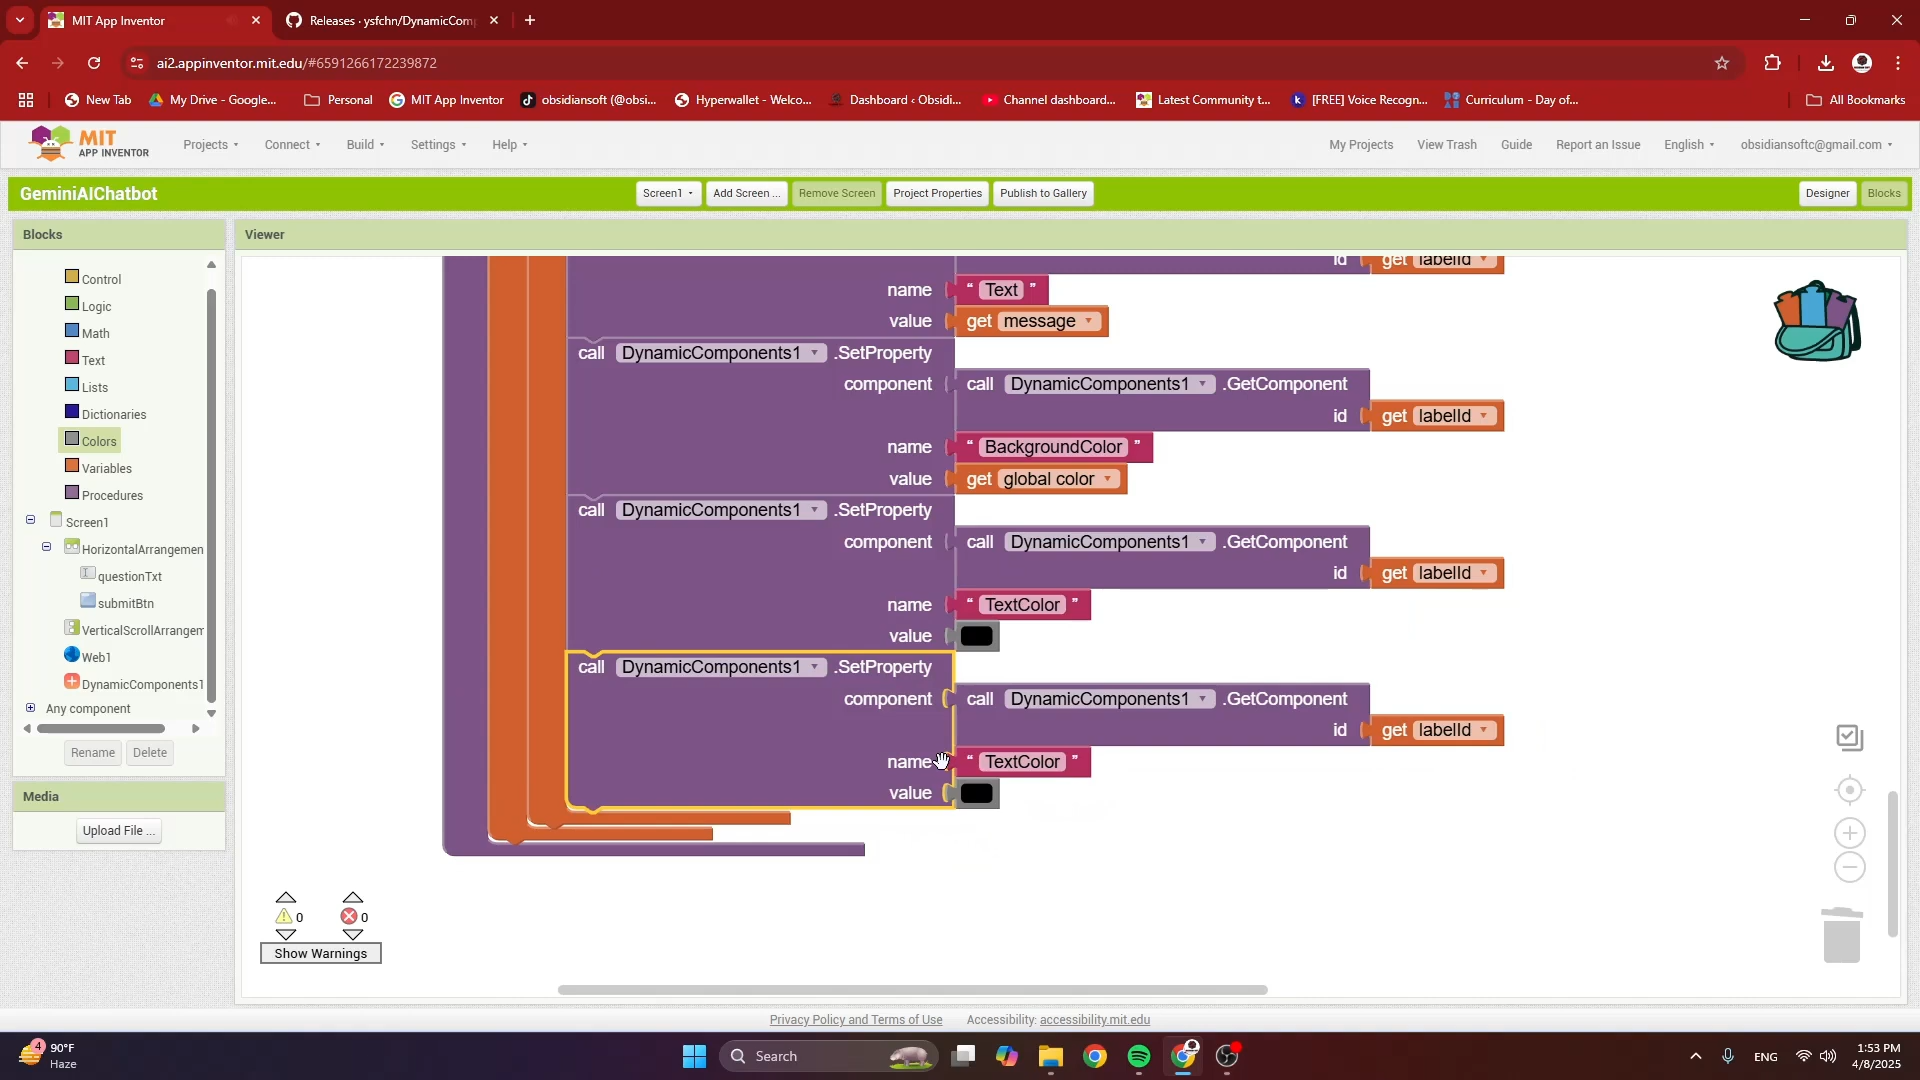 MIT App Inventor
Releases · ysfchn/DynamicCom
ai2.appinventor.mit.edu/#6591266172239872
New Tab
My Drive - Google...
Personal
MIT App Inventor
obsidiansoft (@obsi...
Hyperwallet - Welco...
Dashboard ‹ Obsidi...
Channel dashboard...
Latest Community t...
[FREE] Voice Recogn...
Curriculum - Day of...
All Bookmarks
MIT
APP INVENTOR
Projects
Connect
Build
Settings
Help
My Projects
View Trash
Guide
Report an Issue
English
obsidiansoftc@gmail.com
GeminiAIChatbot
Screen1
Add Screen ...
Remove Screen
Project Properties
Publish to Gallery
Designer
Blocks
Blocks
Control
Logic
Math
Text
Lists
Dictionaries
Colors
Variables
Procedures
Screen1
HorizontalArrangemen
questionTxt
submitBtn
VerticalScrollArrangem
Web1
DynamicComponents1
Any component
Rename
Delete
Media
Upload File ...
Viewer
id get labelId
name “ Text ”
value get message
call DynamicComponents1 .SetProperty
component call DynamicComponents1 .GetComponent
id get labelId
name “ BackgroundColor ”
value get global color
call DynamicComponents1 .SetProperty
component call DynamicComponents1 .GetComponent
id get labelId
name “ TextColor ”
value
call DynamicComponents1 .SetProperty
component call DynamicComponents1 .GetComponent
id get labelId
name “ TextColor ”
value
0
0
Show Warnings
Privacy Policy and Terms of Use
Accessibility: accessibility.mit.edu
4
90°F
Haze
Search
ENG
1:53 PM
4/8/2025